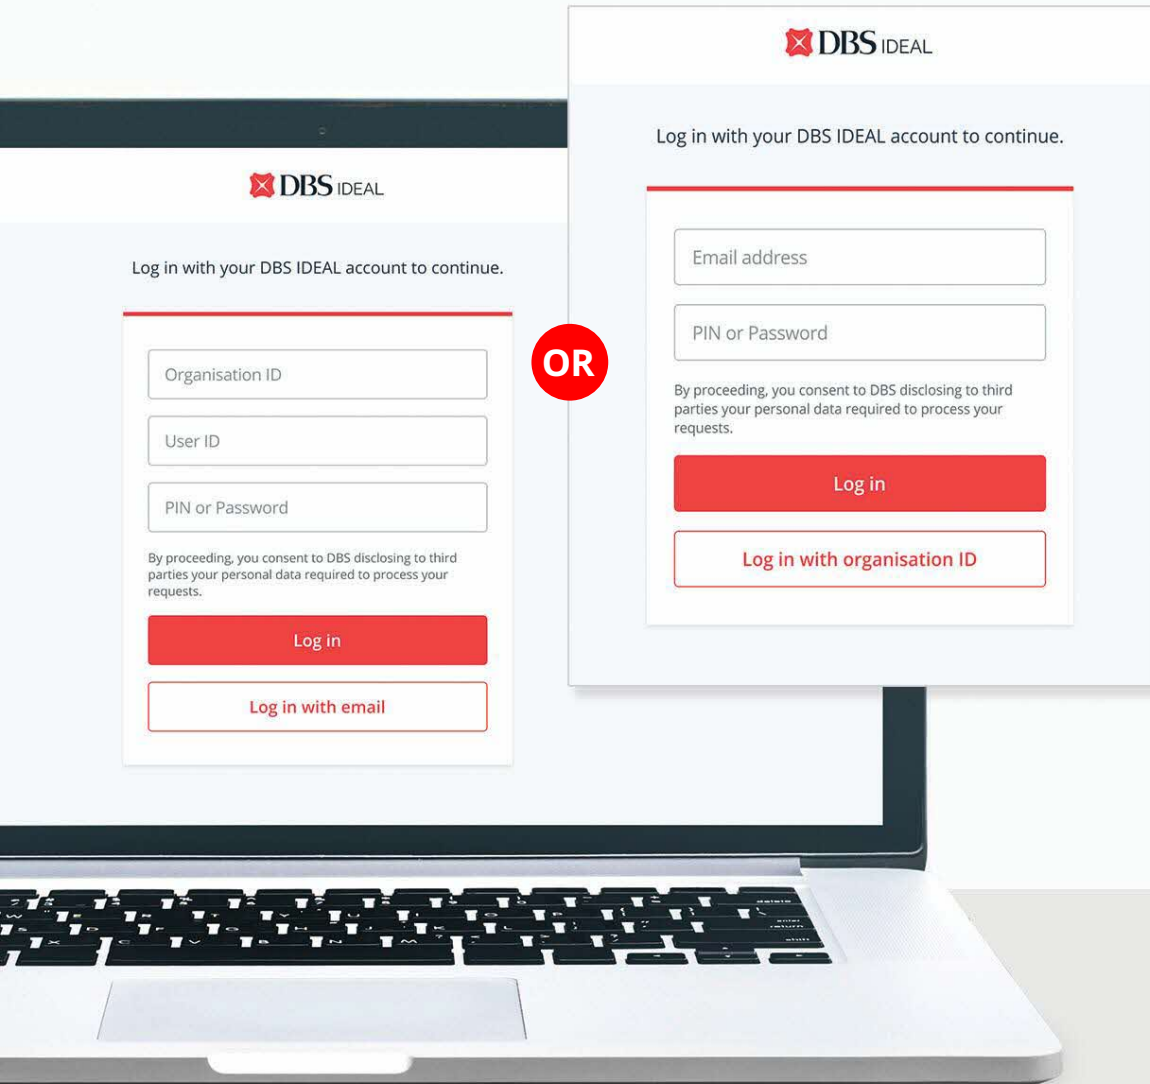 DBS IDEAL
Log in with your DBS IDEAL account to continue.
Organisation ID
User ID
PIN or Password
By proceeding, you consent to DBS disclosing to third
parties your personal data required to process your
requests.
Log in
Log in with email
OR
DBS IDEAL
Log in with your DBS IDEAL account to continue.
Email address
PIN or Password
By proceeding, you consent to DBS disclosing to third
parties your personal data required to process your
requests.
Log in
Log in with organisation ID
delete
enter
return
shift